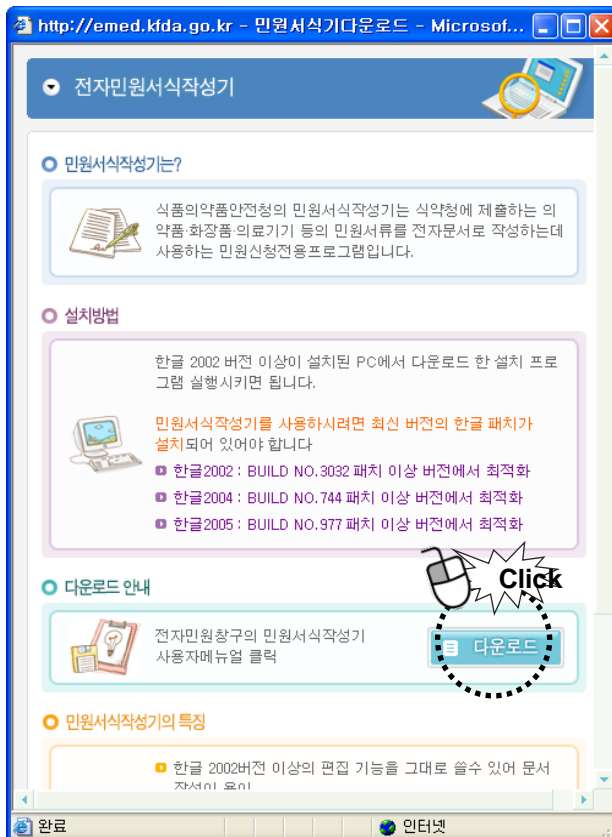 http://emed.kfda.go.kr - 민원서식기다운로드 - Microsof...
전자민원서식작성기
민원서식작성기는?
식품의약품안전청의 민원서식작성기는 식약청에 제출하는 의
약품·화장품·의료기기 등의 민원서류를 전자문서로 작성하는데
사용하는 민원신청전용프로그램입니다.
설치방법
한글 2002 버전 이상이 설치된 PC에서 다운로드 한 설치 프로
그램 실행시키면 됩니다.
민원서식작성기를 사용하시려면 최신 버전의 한글 패치가
설치되어 있어야 합니다
한글2002 : BUILD NO.3032 패치 이상 버전에서 최적화
한글2004 : BUILD NO.744 패치 이상 버전에서 최적화
한글2005 : BUILD NO.977 패치 이상 버전에서 최적화
Click
다운로드 안내
전자민원창구의 민원서식작성기
사용자메뉴얼 클릭
다운로드
민원서식작성기의 특징
한글 2002버전 이상의 편집 기능을 그대로 쓸수 있어 문서
작성이 용이
완료
인터넷